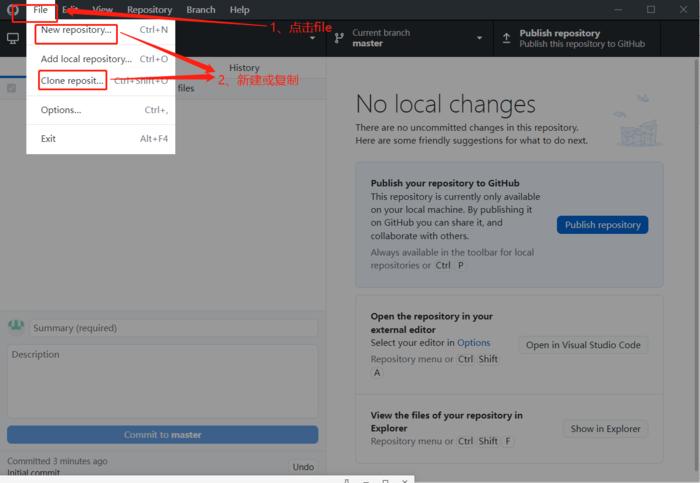 File Edit View Repository Branch Help
1、点击file
New repository... Ctrl+N
Add local repository... Ctrl+O
Clone reposit... Ctrl+Shift+O
2、新建或复制
Options... Ctrl+,
Exit Alt+F4
Current branch
master
Publish repository
Publish this repository to GitHub
History
files
No local changes
There are no uncommitted changes in this repository.
Here are some friendly suggestions for what to do next.
Publish your repository to GitHub
This repository is currently only available
on your local machine. By publishing it
on GitHub you can share it, and
collaborate with others.
Always available in the toolbar for local
repositories or Ctrl P
Publish repository
Open the repository in your
external editor
Select your editor in Options
Repository menu or Ctrl Shift
A
Open in Visual Studio Code
View the files of your repository in
Explorer
Repository menu or Ctrl Shift F
Show in Explorer
Summary (required)
Description
Commit to master
Committed 3 minutes ago
Initial commit
Undo